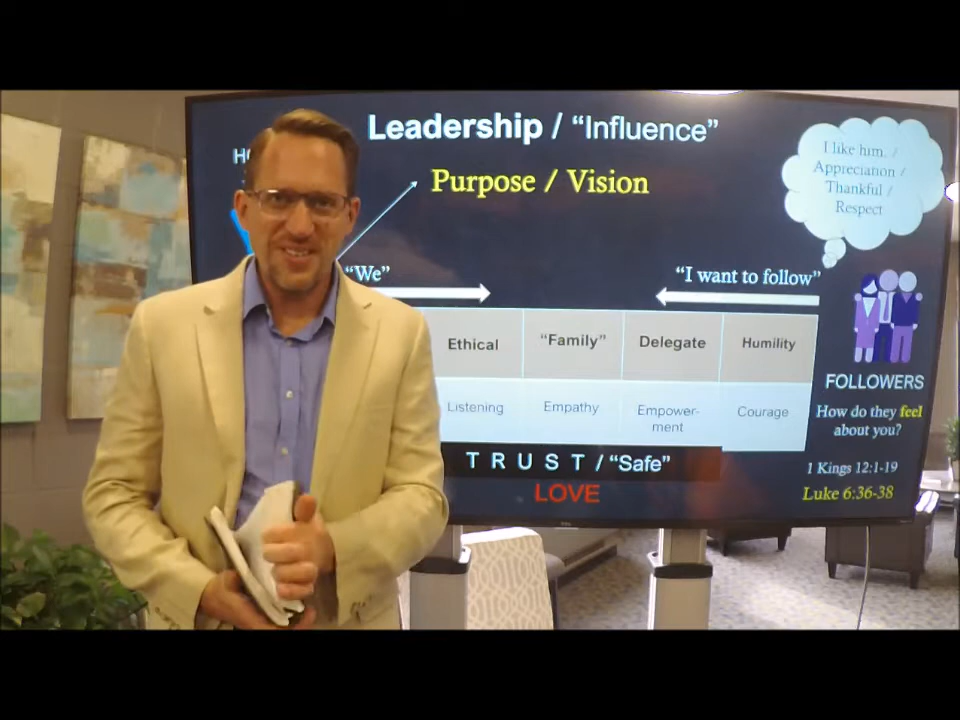 Leadership / "Influence"
Purpose / Vision
I like him. /
Appreciation /
Thankful /
Respect
"We"
"I want to follow"
Ethical
"Family"
Delegate
Humility
Listening
Empathy
Empower-
ment
Courage
FOLLOWERS
How do they feel
about you?
TRUST / "Safe"
LOVE
1 Kings 12:1-19
Luke 6:36-38